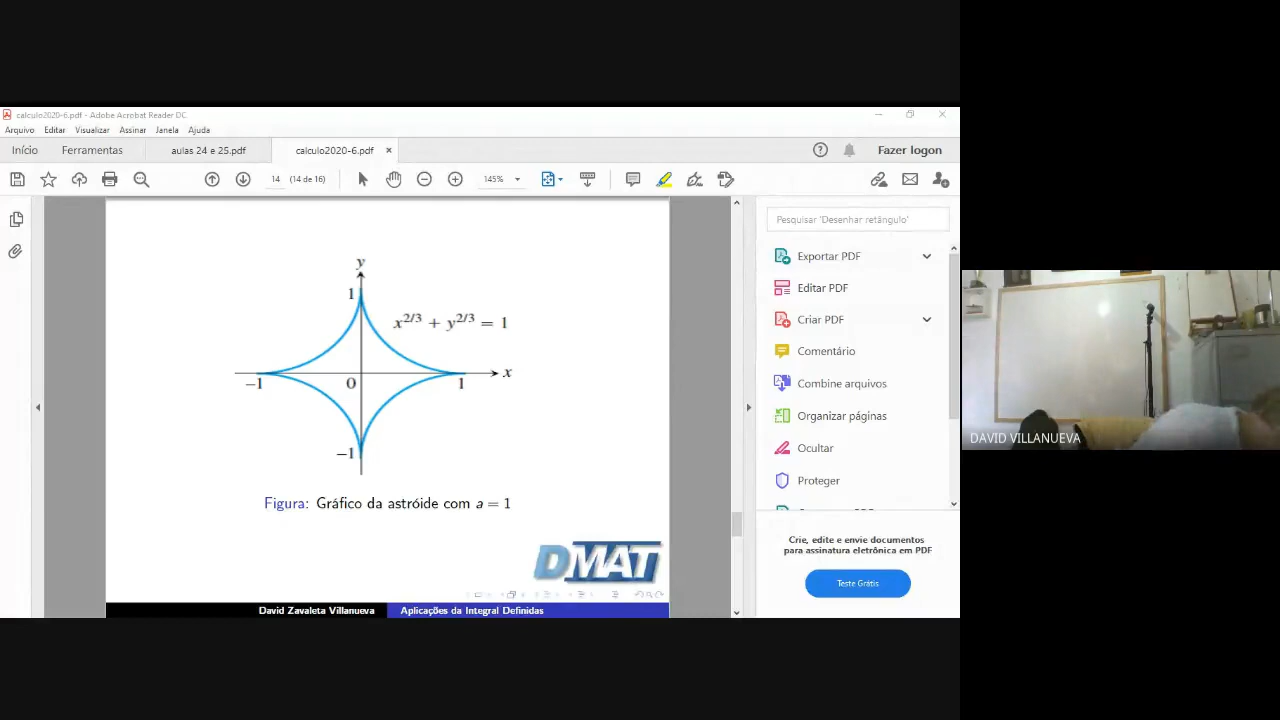 calculo2020-6.pdf - Adobe Acrobat Reader DC
Arquivo Editar Visualizar Assinar Janela Ajuda
Início Ferramentas aulas 24 e 25.pdf calculo2020-6.pdf × Fazer logon
14 (14 de 16) 145%
Pesquisar 'Desenhar retângulo'
Exportar PDF
Editar PDF
Criar PDF
Comentário
Combine arquivos
Organizar páginas
Ocultar
Proteger
Crie, edite e envie documentos
para assinatura eletrônica em PDF
Teste Grátis
y
1
x^{2/3} + y^{2/3} = 1
x
−1 0 1
−1
Figura: Gráfico da astróide com a = 1
DMAT
David Zavaleta Villanueva Aplicações da Integral Definidas
DAVID VILLANUEVA